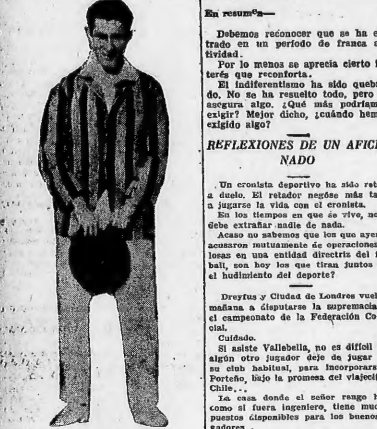 En resumen—
Debemos reconocer que se ha e
trado en un período de franca a
tividad.
Por lo menos se aprecia cierto i
terés que reconforta.
El indiferentismo ha sido queb
do. No se ha resuelto todo, pero
asegura algo. ¿Qué más podríam
exigir? Mejor dicho, ¿cuándo hem
exigido algo?
REFLEXIONES DE UN AFICI
NADO
Un cronista deportivo ha sido ret
a duelo. El retador negóse más ta
a jugarse la vida con el cronista.
En los tiempos en que se vive, no
debe extrañar nadie de nada.
Acaso no sabemos que los que ayer
acusaron mutuamente de operaciones
losas en una entidad directriz del f
ball, son hoy los que tiran juntos
el hudimiento del deporte?
Dreyfus y Ciudad de Londres vuel
mañana a disputarse la supremacía
el campeonato de la Federación Co
cial.
Cuidado.
Si asiste Vallebella, no es difícil
algún otro jugador deje de jugar
su club habitual, para incorporars
Porteño, bajo la promesa del viajeci
Chile...
La casa donde el señor rango h
como si fuera ingeniero, tiene muc
puestos disponibles para los buenos
gadores